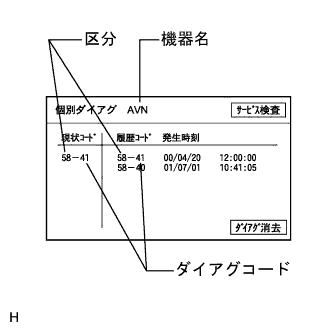 区分 機器名
個別ダイアグ AVN ｻｰﾋﾞｽ検査
現状ｺｰﾄﾞ 履歴ｺｰﾄﾞ 発生時刻
58－41 58－41 00/04/20 12:00:00
58－40 01/07/01 10:41:05
ﾀﾞｲｱｸﾞ消去
ダイアグコード
H